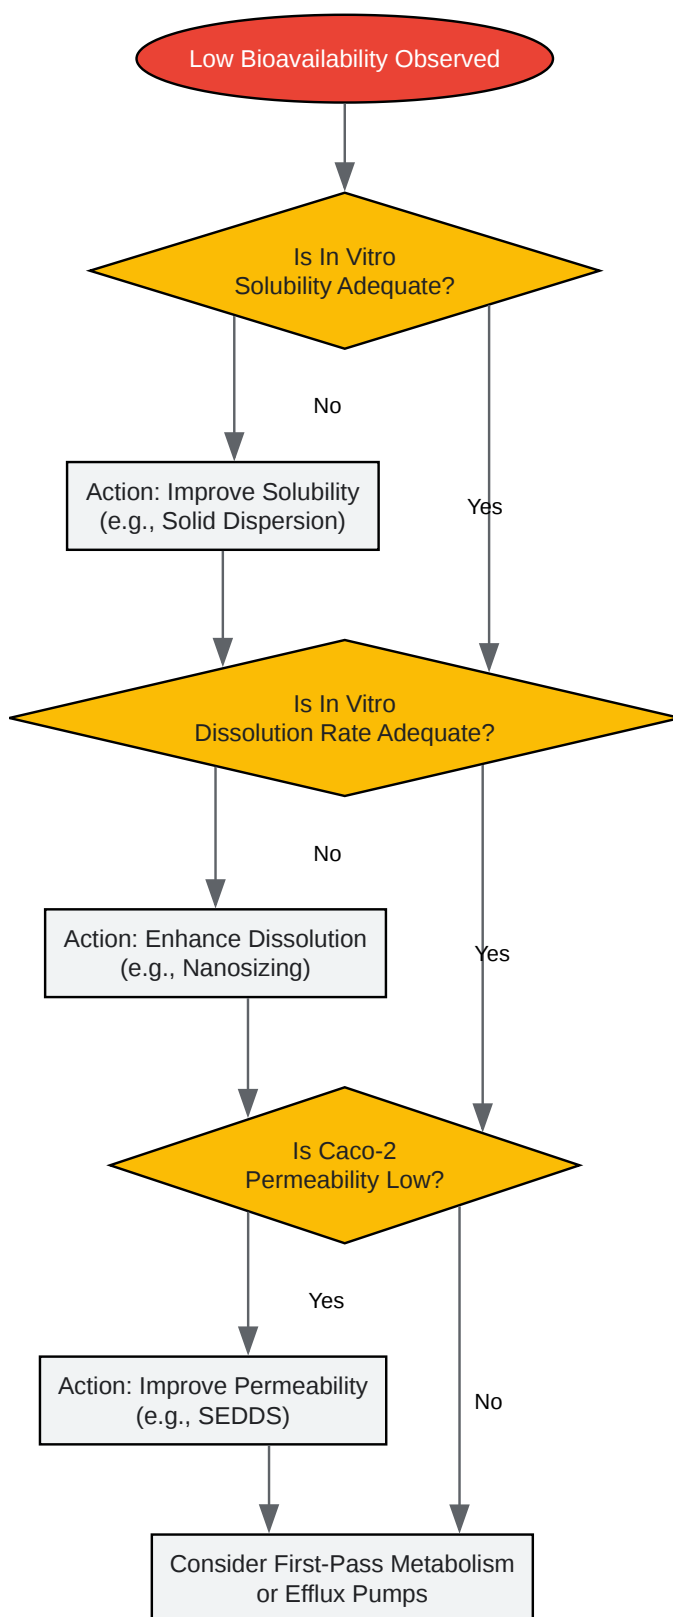 Low Bioavailability Observed
Is In Vitro
Solubility Adequate?
No
Action: Improve Solubility
(e.g., Solid Dispersion)
Yes
Is In Vitro
Dissolution Rate Adequate?
No
Action: Enhance Dissolution
(e.g., Nanosizing)
Yes
Is Caco-2
Permeability Low?
Yes
Action: Improve Permeability
(e.g., SEDDS)
No
Consider First-Pass Metabolism
or Efflux Pumps